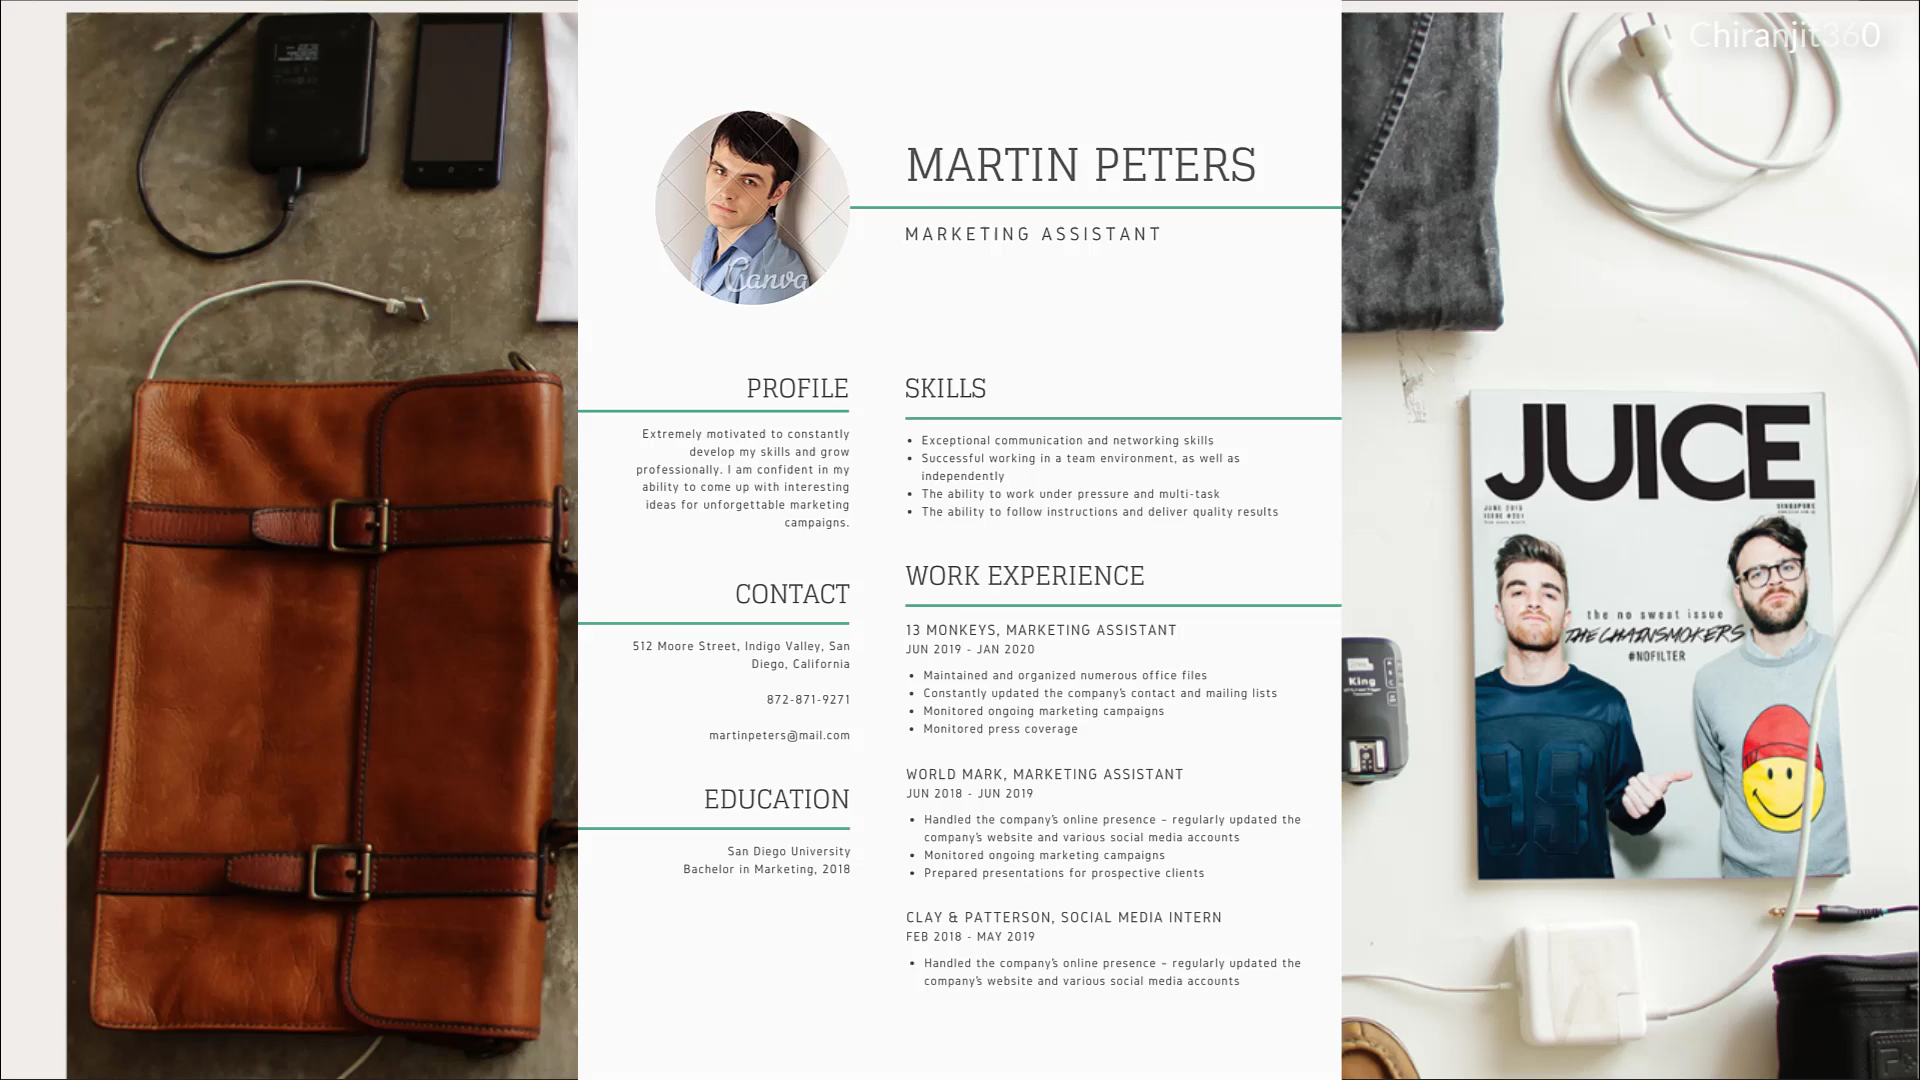 Chiranjit360
MARTIN PETERS
MARKETING ASSISTANT
Canva
PROFILE
Extremely motivated to constantly
develop my skills and grow
professionally. I am confident in my
ability to come up with interesting
ideas for unforgettable marketing
campaigns.
CONTACT
512 Moore Street, Indigo Valley, San
Diego, California
872-871-9271
martinpeters@mail.com
EDUCATION
San Diego University
Bachelor in Marketing, 2018
SKILLS
• Exceptional communication and networking skills
• Successful working in a team environment, as well as
independently
• The ability to work under pressure and multi-task
• The ability to follow instructions and deliver quality results
WORK EXPERIENCE
13 MONKEYS, MARKETING ASSISTANT
JUN 2019 - JAN 2020
• Maintained and organized numerous office files
• Constantly updated the company's contact and mailing lists
• Monitored ongoing marketing campaigns
• Monitored press coverage
WORLD MARK, MARKETING ASSISTANT
JUN 2018 - JUN 2019
• Handled the company's online presence – regularly updated the
company's website and various social media accounts
• Monitored ongoing marketing campaigns
• Prepared presentations for prospective clients
CLAY & PATTERSON, SOCIAL MEDIA INTERN
FEB 2018 - MAY 2019
• Handled the company's online presence – regularly updated the
company's website and various social media accounts
JUICE
SINGAPORE
the no sweat issue
THE CHAINSMOKERS
#NOFILTER
95
King